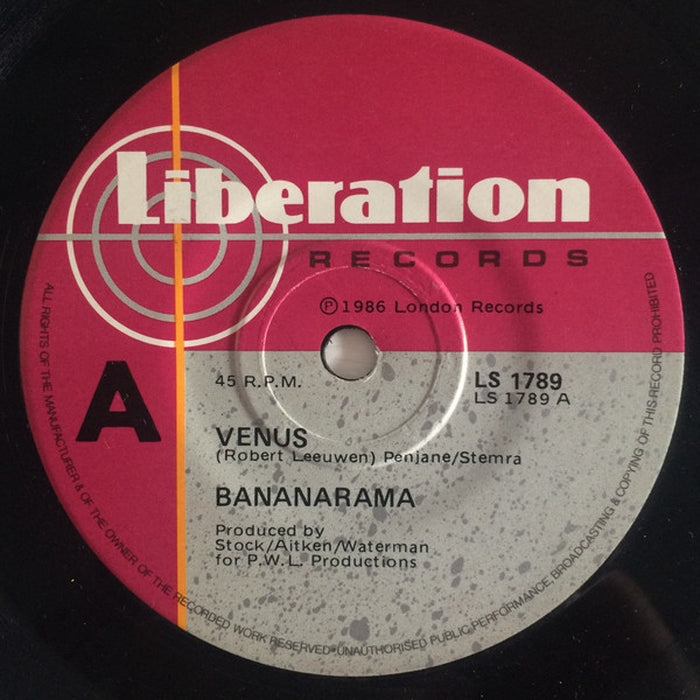 Liberation
RECORDS
℗1986 London Records
A
45 R.P.M.
LS 1789
LS 1789 A
VENUS
(Robert Leeuwen) Penjane/Stemra
BANANARAMA
Produced by
Stock/Aitken/Waterman
for P.W.L. Productions
ALL RIGHTS OF THE MANUFACTURER & OF THE OWNER OF THE RECORDED WORK RESERVED•UNAUTHORISED PUBLIC PERFORMANCE, BROADCASTING & COPYING OF THIS RECORD PROHIBITED